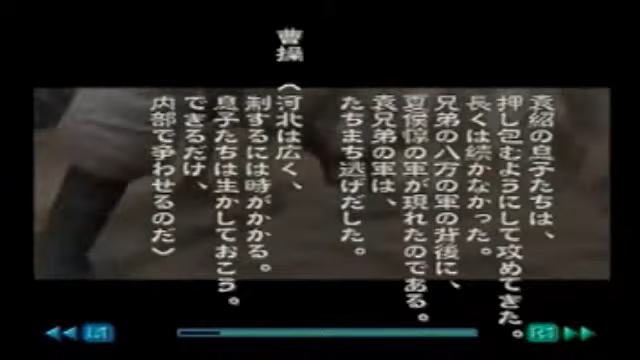 袁紹の息子たちは、
押し包むようにして攻めてきた。
長くは続かなかった。
兄弟の八万の軍の背後に、
夏侯惇の軍が現れたのである。
袁兄弟の軍は、
たちまち逃げだした。
曹操
（河北は広く、
制するには時がかかる。
息子たちは生かしておこう。
できるだけ、
内部で争わせるのだ）
L1
R1